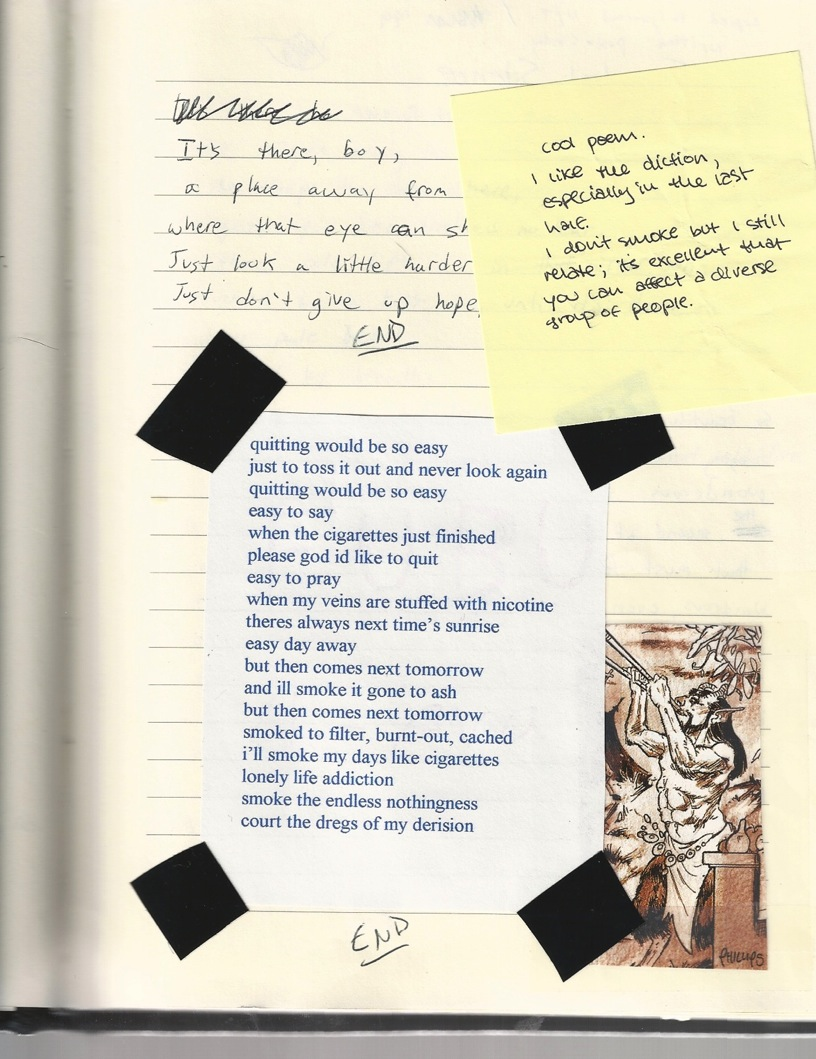 It's there, boy,
a place away from
where that eye can sh
Just look a little harder
Just don't give up hope,
END
cool poem.
I like the diction,
especially in the last
half.
I don't smoke but I still
relate; it's excellent that
you can affect a diverse
group of people.
quitting would be so easy
just to toss it out and never look again
quitting would be so easy
easy to say
when the cigarettes just finished
please god id like to quit
easy to pray
when my veins are stuffed with nicotine
theres always next time's sunrise
easy day away
but then comes next tomorrow
and ill smoke it gone to ash
but then comes next tomorrow
smoked to filter, burnt-out, cached
i'll smoke my days like cigarettes
lonely life addiction
smoke the endless nothingness
court the dregs of my derision
END
PHILLIPS